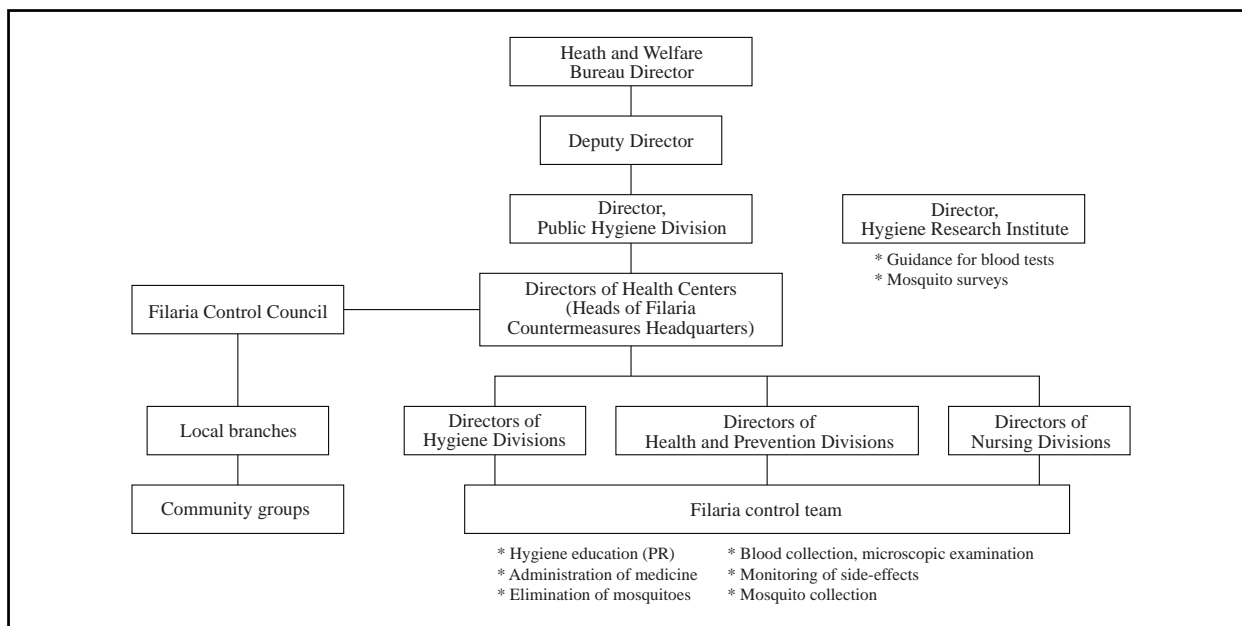 Heath and Welfare
Bureau Director
Deputy Director
Director,
Public Hygiene Division
Director,
Hygiene Research Institute
* Guidance for blood tests
* Mosquito surveys
Filaria Control Council
Directors of Health Centers
(Heads of Filaria
Countermeasures Headquarters)
Local branches
Directors of
Hygiene Divisions
Directors of
Health and Prevention Divisions
Directors of
Nursing Divisions
Community groups
Filaria control team
* Hygiene education (PR)
* Administration of medicine
* Elimination of mosquitoes
* Blood collection, microscopic examination
* Monitoring of side-effects
* Mosquito collection